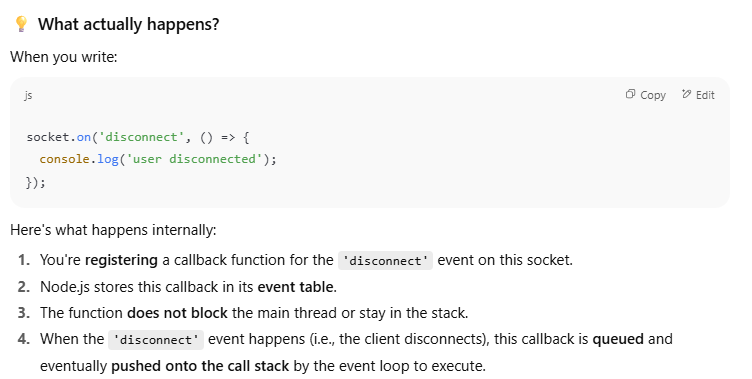 💡 What actually happens?
When you write:
js
Copy Edit
socket.on('disconnect', () => {
  console.log('user disconnected');
});
Here's what happens internally:
1. You're registering a callback function for the 'disconnect' event on this socket.
2. Node.js stores this callback in its event table.
3. The function does not block the main thread or stay in the stack.
4. When the 'disconnect' event happens (i.e., the client disconnects), this callback is queued and
eventually pushed onto the call stack by the event loop to execute.